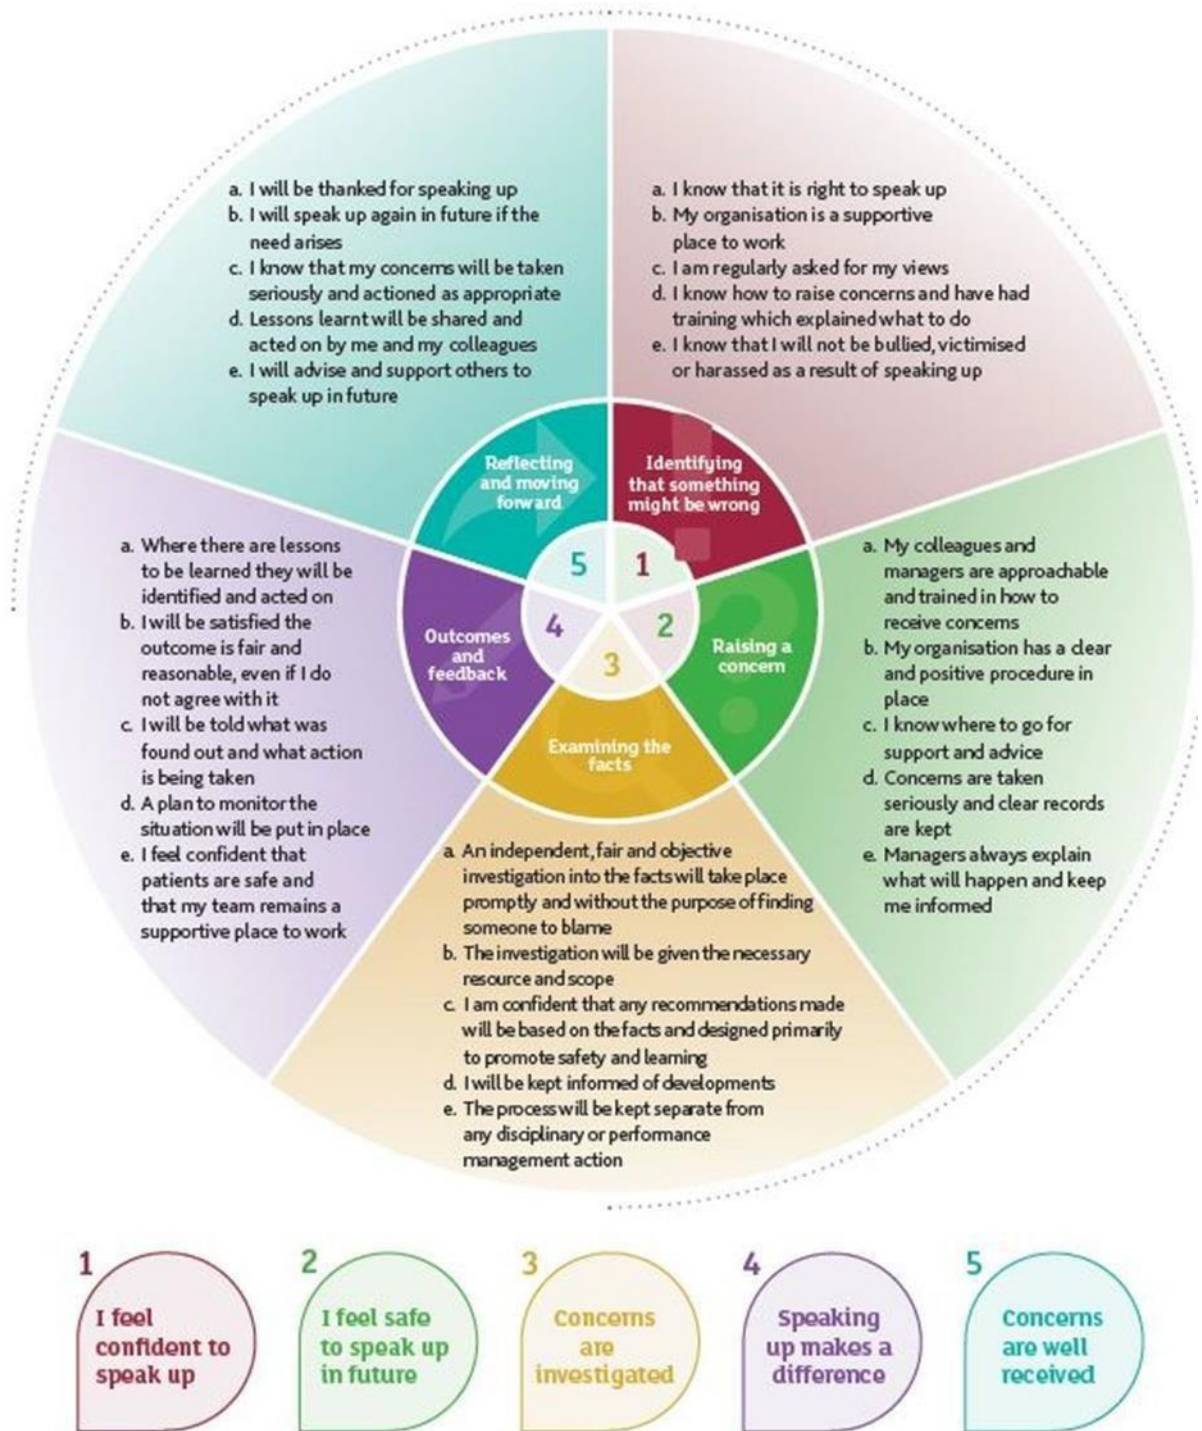 a. I know that it is right to speak up
b. My organisation is a supportive
place to work
c. I am regularly asked for my views
d. I know how to raise concerns and have had
training which explained what to do
e. I know that I will not be bullied, victimised
or harassed as a result of speaking up
Identifying
that something
might be wrong
1
a. My colleagues and
managers are approachable
and trained in how to
receive concerns
b. My organisation has a clear
and positive procedure in
place
c. I know where to go for
support and advice
d. Concerns are taken
seriously and clear records
are kept
e. Managers always explain
what will happen and keep
me informed
Raising a
concern
2
Examining the
facts
3
a. An independent, fair and objective
investigation into the facts will take place
promptly and without the purpose of finding
someone to blame
b. The investigation will be given the necessary
resource and scope
c. I am confident that any recommendations made
will be based on the facts and designed primarily
to promote safety and learning
d. I will be kept informed of developments
e. The process will be kept separate from
any disciplinary or performance
management action
Outcomes
and
feedback
4
a. Where there are lessons
to be learned they will be
identified and acted on
b. I will be satisfied the
outcome is fair and
reasonable, even if I do
not agree with it
c. I will be told what was
found out and what action
is being taken
d. A plan to monitor the
situation will be put in place
e. I feel confident that
patients are safe and
that my team remains a
supportive place to work
Reflecting
and moving
forward
5
a. I will be thanked for speaking up
b. I will speak up again in future if the
need arises
c. I know that my concerns will be taken
seriously and actioned as appropriate
d. Lessons learnt will be shared and
acted on by me and my colleagues
e. I will advise and support others to
speak up in future
1
I feel
confident to
speak up
2
I feel safe
to speak up
in future
3
Concerns
are
investigated
4
Speaking
up makes a
difference
5
Concerns
are well
received